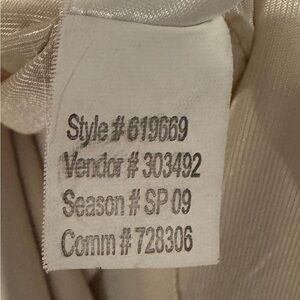 Style # 619669
Vendor # 303492
Season # SP 09
Comm # 728306